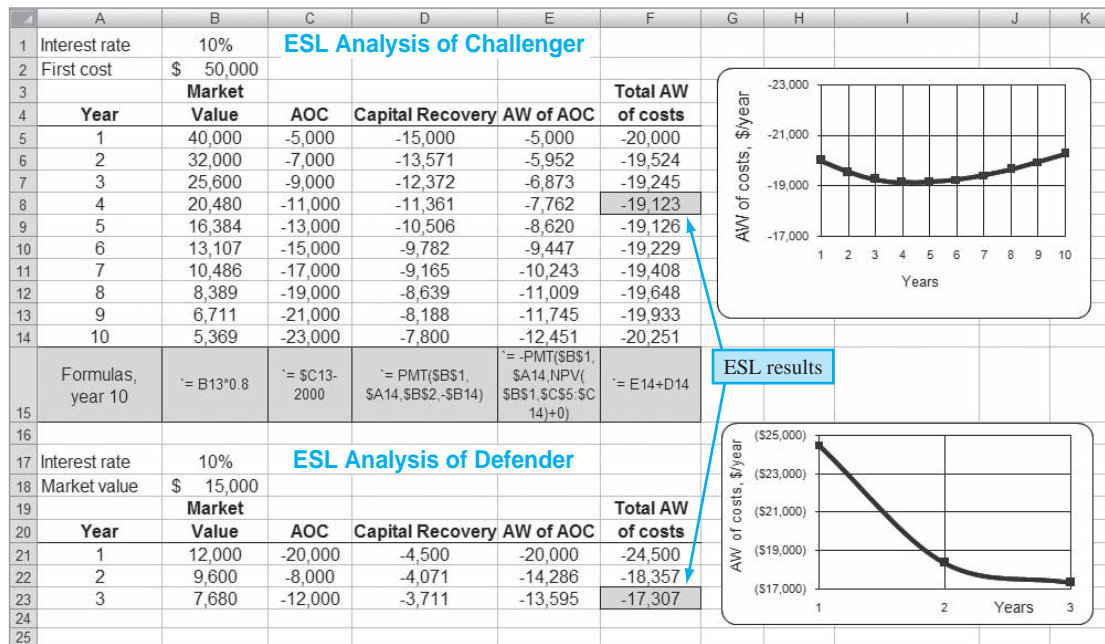 A B C D E F G H I J K
1 Interest rate 10% ESL Analysis of Challenger
2 First cost $ 50,000
3 Market Total AW
4 Year Value AOC Capital Recovery AW of AOC of costs
5 1 40,000 -5,000 -15,000 -5,000 -20,000
6 2 32,000 -7,000 -13,571 -5,952 -19,524
7 3 25,600 -9,000 -12,372 -6,873 -19,245
8 4 20,480 -11,000 -11,361 -7,762 -19,123
9 5 16,384 -13,000 -10,506 -8,620 -19,126
10 6 13,107 -15,000 -9,782 -9,447 -19,229
11 7 10,486 -17,000 -9,165 -10,243 -19,408
12 8 8,389 -19,000 -8,639 -11,009 -19,648
13 9 6,711 -21,000 -8,188 -11,745 -19,933
14 10 5,369 -23,000 -7,800 -12,451 -20,251
15
Formulas,
year 10
`= B13*0.8
`= $C13-
2000
`= PMT($B$1,
$A14,$B$2,-$B14)
`= -PMT($B$1,
$A14,NPV(
$B$1,$C$5:$C
14)+0)
`= E14+D14
16
17 Interest rate 10% ESL Analysis of Defender
18 Market value $ 15,000
19 Market Total AW
20 Year Value AOC Capital Recovery AW of AOC of costs
21 1 12,000 -20,000 -4,500 -20,000 -24,500
22 2 9,600 -8,000 -4,071 -14,286 -18,357
23 3 7,680 -12,000 -3,711 -13,595 -17,307
24
25
AW of costs, $/year
-23,000
-21,000
-19,000
-17,000
1 2 3 4 5 6 7 8 9 10
Years
ESL results
AW of costs, $/year
($25,000)
($23,000)
($21,000)
($19,000)
($17,000)
1 2 Years 3